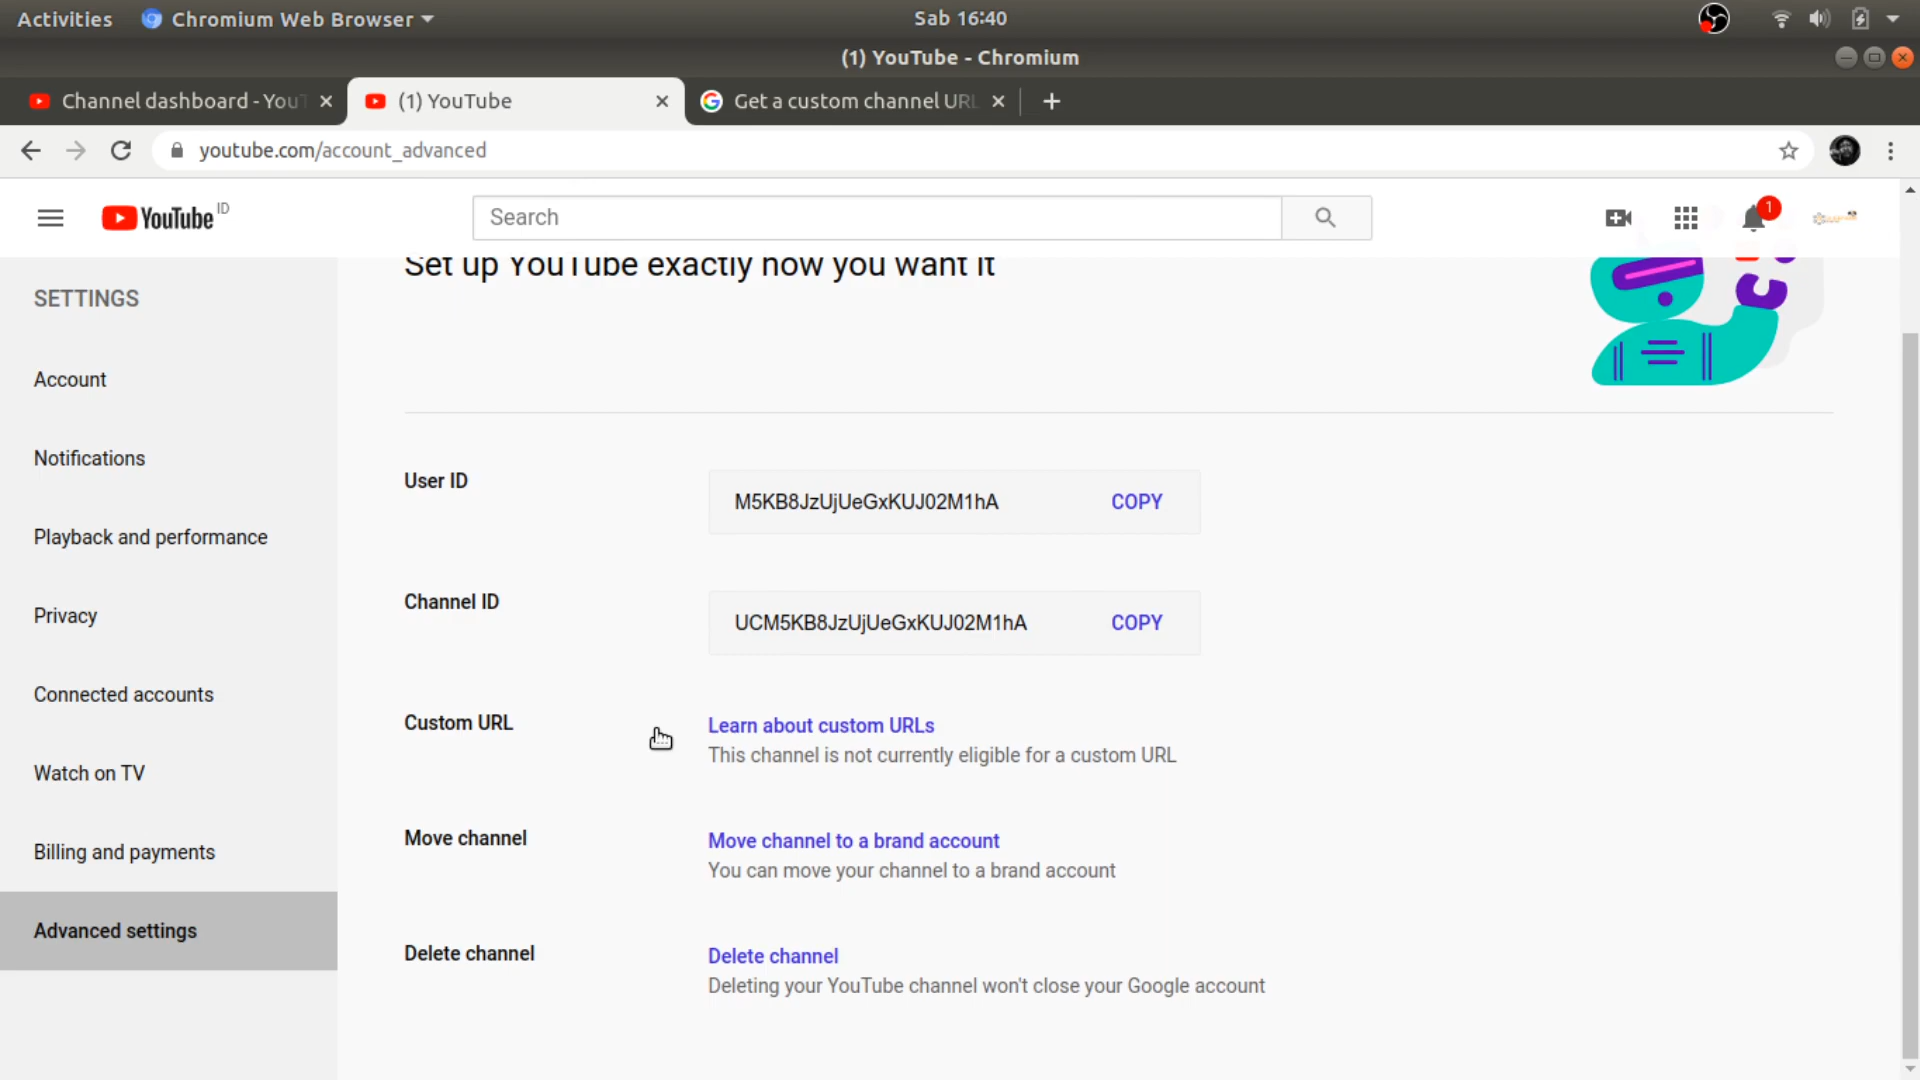 Activities
Chromium Web Browser
Sab 16:40
(1) YouTube - Chromium
Channel dashboard - YouT
(1) YouTube
Get a custom channel URL
youtube.com/account_advanced
YouTube ID
Search
1
Set up YouTube exactly how you want it
SETTINGS
Account
Notifications
Playback and performance
Privacy
Connected accounts
Watch on TV
Billing and payments
Advanced settings
User ID
M5KB8JzUjUeGxKUJ02M1hA
COPY
Channel ID
UCM5KB8JzUjUeGxKUJ02M1hA
COPY
Custom URL
Learn about custom URLs
This channel is not currently eligible for a custom URL
Move channel
Move channel to a brand account
You can move your channel to a brand account
Delete channel
Delete channel
Deleting your YouTube channel won't close your Google account